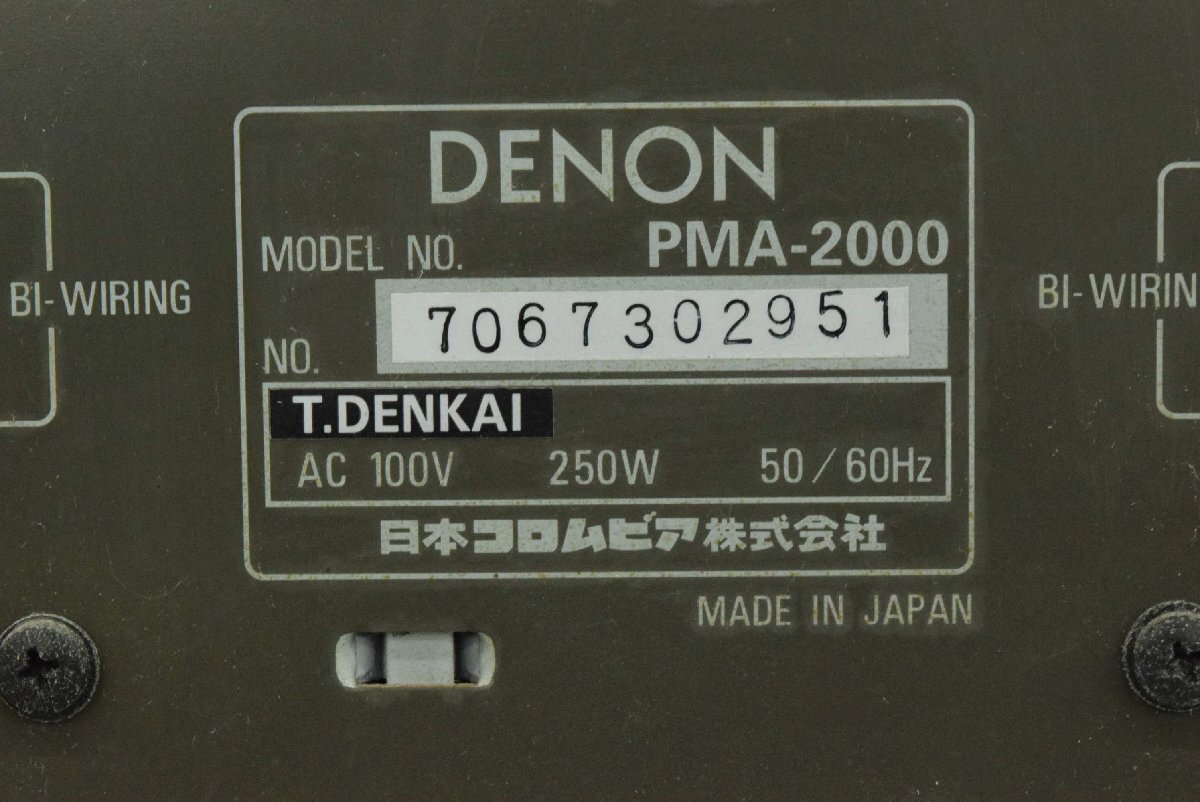 DENON
MODEL NO. PMA-2000
BI-WIRING
BI-WIRIN
NO. 7067302951
T.DENKAI
AC 100V 250W 50/60Hz
日本コロムビア株式会社
MADE IN JAPAN